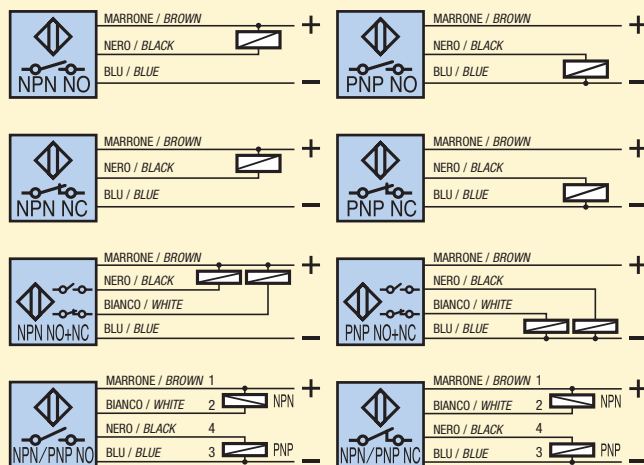 MARRONE / BROWN
NERO / BLACK
BLU / BLUE
NPN NO
+
−
MARRONE / BROWN
NERO / BLACK
BLU / BLUE
PNP NO
+
−
MARRONE / BROWN
NERO / BLACK
BLU / BLUE
NPN NC
+
−
MARRONE / BROWN
NERO / BLACK
BLU / BLUE
PNP NC
+
−
MARRONE / BROWN
NERO / BLACK
BIANCO / WHITE
BLU / BLUE
NPN NO+NC
+
−
MARRONE / BROWN
NERO / BLACK
BIANCO / WHITE
BLU / BLUE
PNP NO+NC
+
−
MARRONE / BROWN 1
BIANCO / WHITE 2 NPN
NERO / BLACK 4
BLU / BLUE 3 PNP
NPN/PNP NO
+
−
MARRONE / BROWN 1
BIANCO / WHITE 2 NPN
NERO / BLACK 4
BLU / BLUE 3 PNP
NPN/PNP NC
+
−